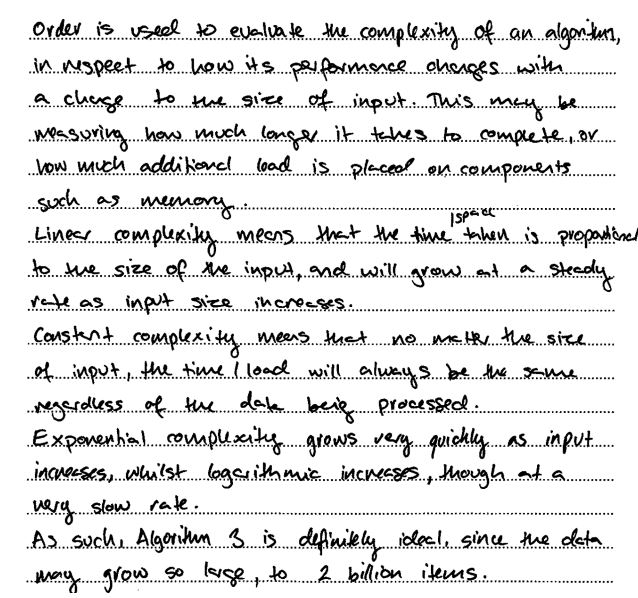 Order is used to evaluate the complexity of an algorithm,
in respect to how its performance changes with
a change to the size of input. This may be
measuring how much longer it takes to complete, or
how much additional load is placed on components
such as memory.
Linear complexity means that the time /space taken is proportional
to the size of the input, and will grow at a steady
rate as input size increases.
Constant complexity means that no matter the size
of input, the time / load will always be the same
regardless of the data being processed.
Exponential complexity grows very quickly as input
increases, whilst logarithmic increases, though at a
very slow rate.
As such, Algorithm 3 is definitely ideal, since the data
may grow so large, to 2 billion items.